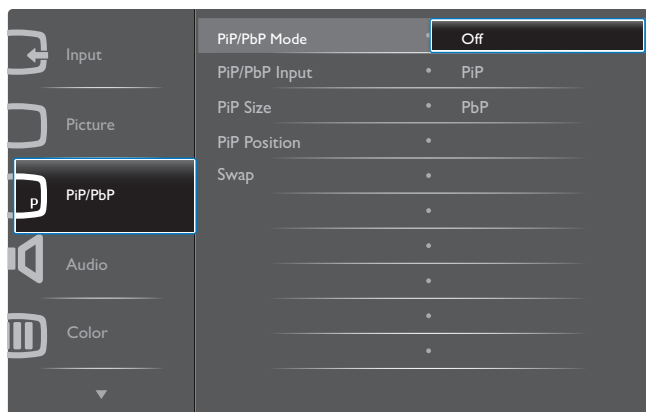 Input
Picture
P
PiP/PbP
Audio
Color
PiP/PbP Mode
Off
PiP/PbP Input
PiP
PiP Size
PbP
PiP Position
Swap